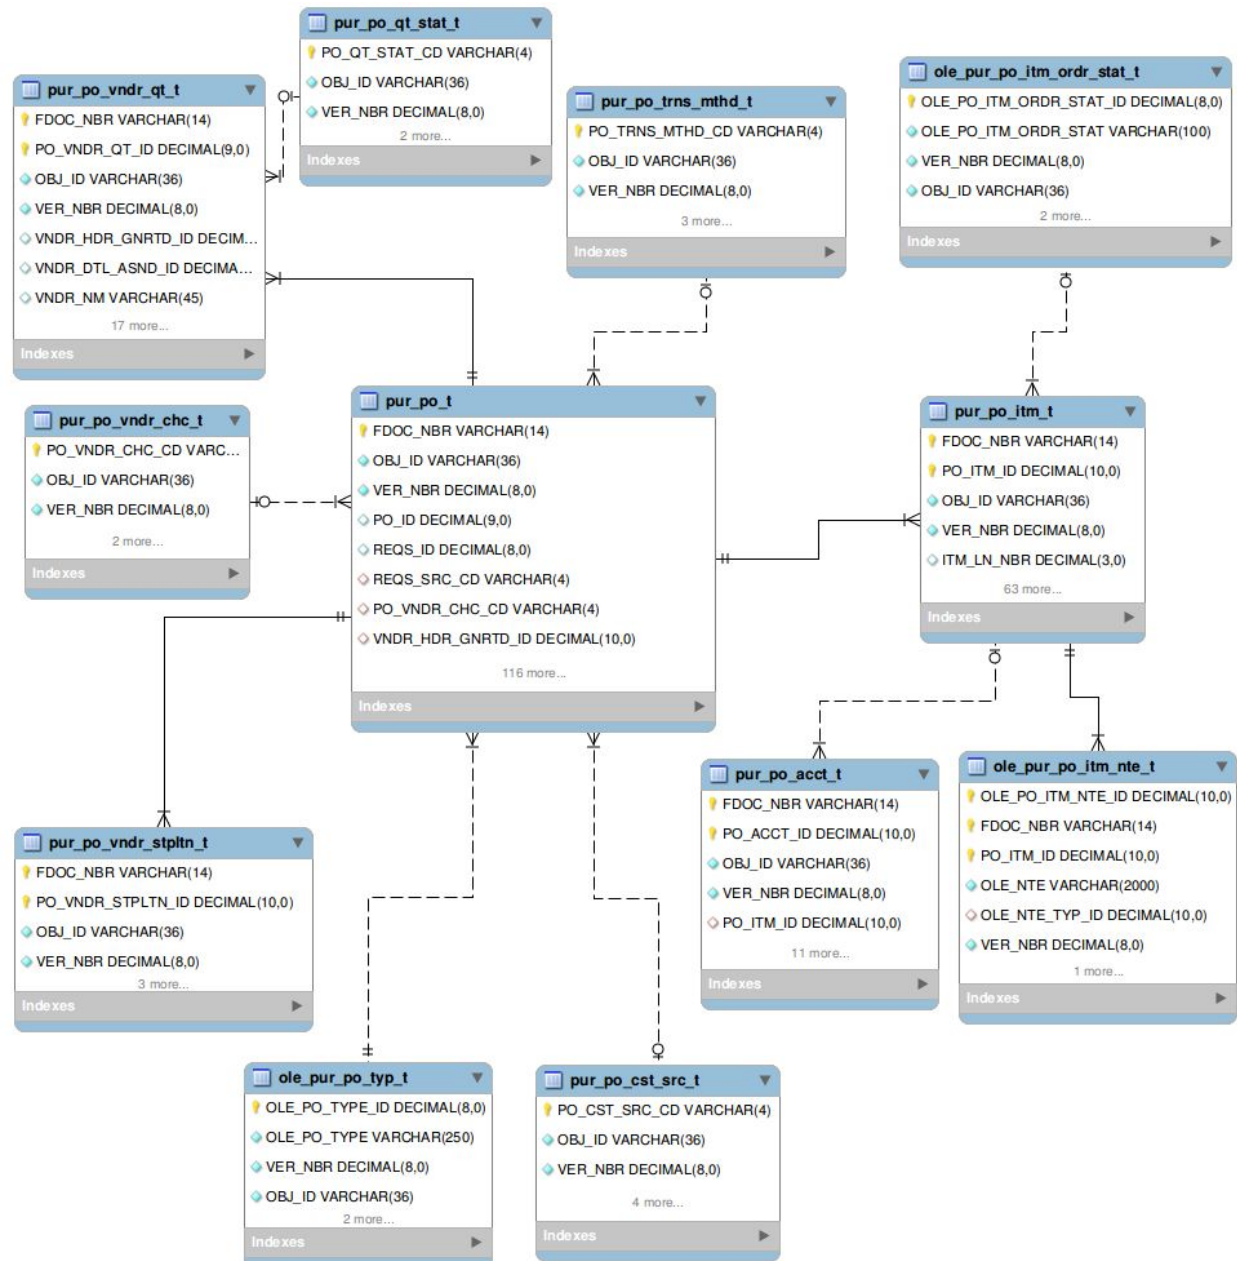 pur_po_qt_stat_t
PO_QT_STAT_CD VARCHAR(4)
OBJ_ID VARCHAR(36)
VER_NBR DECIMAL(8,0)
2 more...
Indexes
pur_po_vndr_qt_t
FDOC_NBR VARCHAR(14)
PO_VNDR_QT_ID DECIMAL(9,0)
OBJ_ID VARCHAR(36)
VER_NBR DECIMAL(8,0)
VNDR_HDR_GNRTD_ID DECIM...
VNDR_DTL_ASND_ID DECIMA...
VNDR_NM VARCHAR(45)
17 more...
Indexes
pur_po_trns_mthd_t
PO_TRNS_MTHD_CD VARCHAR(4)
OBJ_ID VARCHAR(36)
VER_NBR DECIMAL(8,0)
3 more...
Indexes
ole_pur_po_itm_ordr_stat_t
OLE_PO_ITM_ORDR_STAT_ID DECIMAL(8,0)
OLE_PO_ITM_ORDR_STAT VARCHAR(100)
VER_NBR DECIMAL(8,0)
OBJ_ID VARCHAR(36)
2 more...
Indexes
pur_po_vndr_chc_t
PO_VNDR_CHC_CD VARC...
OBJ_ID VARCHAR(36)
VER_NBR DECIMAL(8,0)
2 more...
Indexes
pur_po_t
FDOC_NBR VARCHAR(14)
OBJ_ID VARCHAR(36)
VER_NBR DECIMAL(8,0)
PO_ID DECIMAL(9,0)
REQS_ID DECIMAL(8,0)
REQS_SRC_CD VARCHAR(4)
PO_VNDR_CHC_CD VARCHAR(4)
VNDR_HDR_GNRTD_ID DECIMAL(10,0)
116 more...
Indexes
pur_po_itm_t
FDOC_NBR VARCHAR(14)
PO_ITM_ID DECIMAL(10,0)
OBJ_ID VARCHAR(36)
VER_NBR DECIMAL(8,0)
ITM_LN_NBR DECIMAL(3,0)
63 more...
Indexes
pur_po_vndr_stpltn_t
FDOC_NBR VARCHAR(14)
PO_VNDR_STPLTN_ID DECIMAL(10,0)
OBJ_ID VARCHAR(36)
VER_NBR DECIMAL(8,0)
3 more...
Indexes
pur_po_acct_t
FDOC_NBR VARCHAR(14)
PO_ACCT_ID DECIMAL(10,0)
OBJ_ID VARCHAR(36)
VER_NBR DECIMAL(8,0)
PO_ITM_ID DECIMAL(10,0)
11 more...
Indexes
ole_pur_po_itm_nte_t
OLE_PO_ITM_NTE_ID DECIMAL(10,0)
FDOC_NBR VARCHAR(14)
PO_ITM_ID DECIMAL(10,0)
OLE_NTE VARCHAR(2000)
OLE_NTE_TYP_ID DECIMAL(10,0)
VER_NBR DECIMAL(8,0)
1 more...
Indexes
ole_pur_po_typ_t
OLE_PO_TYPE_ID DECIMAL(8,0)
OLE_PO_TYPE VARCHAR(250)
VER_NBR DECIMAL(8,0)
OBJ_ID VARCHAR(36)
2 more...
Indexes
pur_po_cst_src_t
PO_CST_SRC_CD VARCHAR(4)
OBJ_ID VARCHAR(36)
VER_NBR DECIMAL(8,0)
4 more...
Indexes